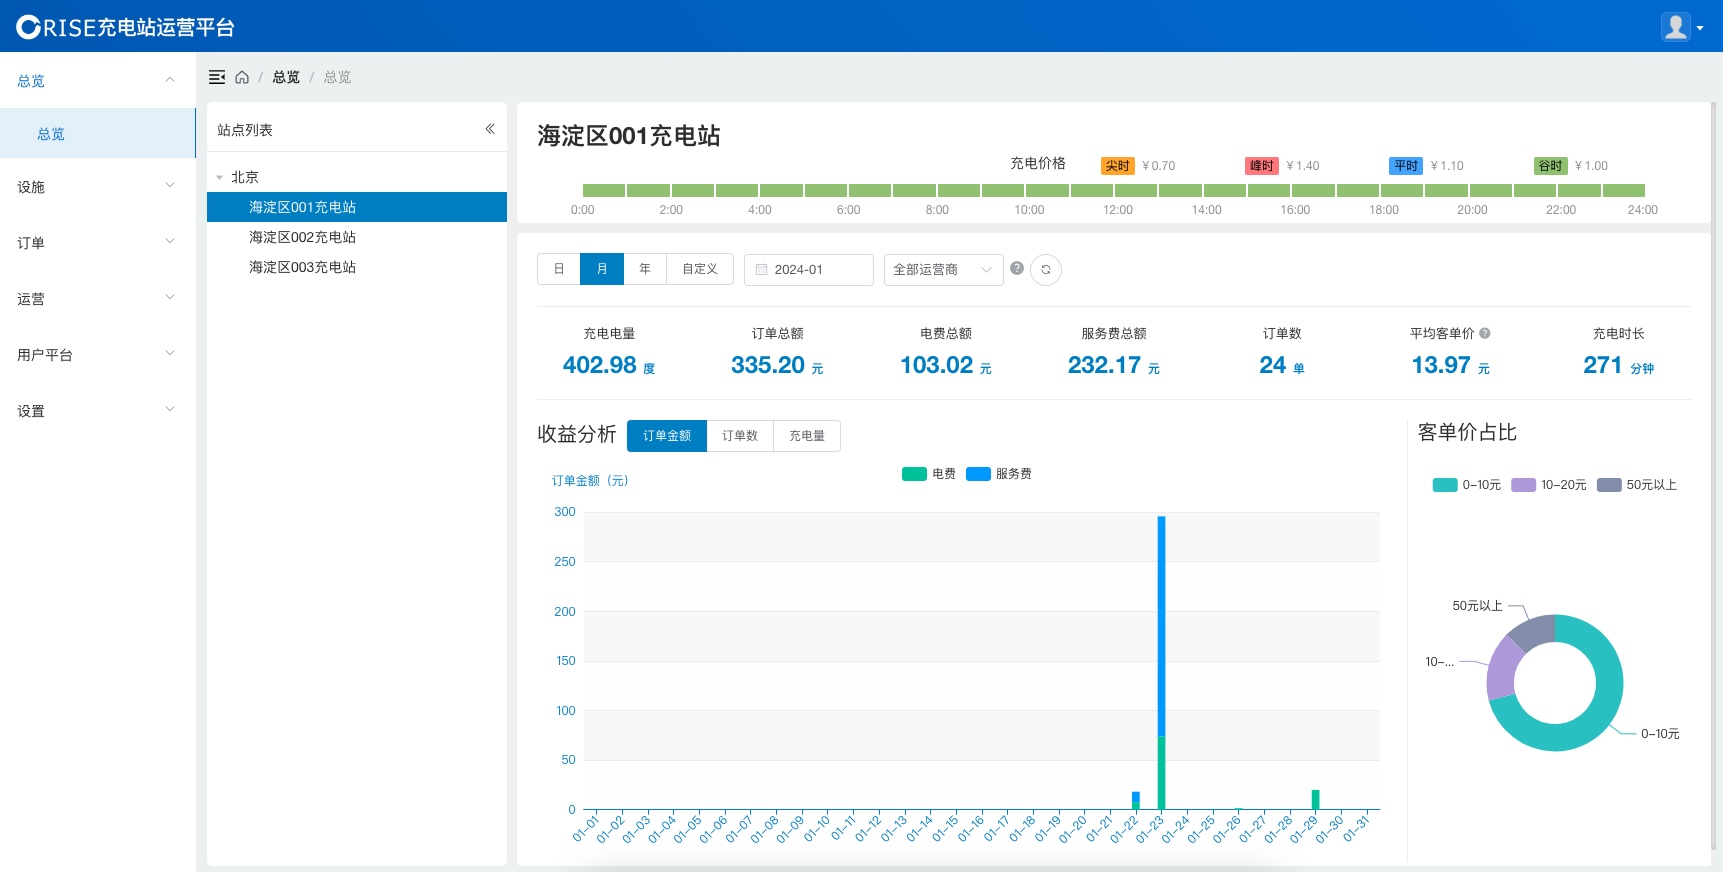 RISE充电站运营平台
总览
总览
设施
订单
运营
用户平台
设置
/ 总览 / 总览
站点列表
北京
海淀区001充电站
海淀区002充电站
海淀区003充电站
海淀区001充电站
充电价格 尖时 ¥0.70 峰时 ¥1.40 平时 ¥1.10 谷时 ¥1.00
0:00 2:00 4:00 6:00 8:00 10:00 12:00 14:00 16:00 18:00 20:00 22:00 24:00
日 月 年 自定义 2024-01 全部运营商 ?
充电电量 订单总额 电费总额 服务费总额 订单数 平均客单价 ? 充电时长
402.98 度 335.20 元 103.02 元 232.17 元 24 单 13.97 元 271 分钟
收益分析 订单金额 订单数 充电量
电费 服务费
订单金额（元）
300
250
200
150
100
50
0
01-01 01-02 01-03 01-04 01-05 01-06 01-07 01-08 01-09 01-10 01-11 01-12 01-13 01-14 01-15 01-16 01-17 01-18 01-19 01-20 01-21 01-22 01-23 01-24 01-25 01-26 01-27 01-28 01-29 01-30 01-31
客单价占比
0-10元 10-20元 50元以上
50元以上
10-...
0-10元